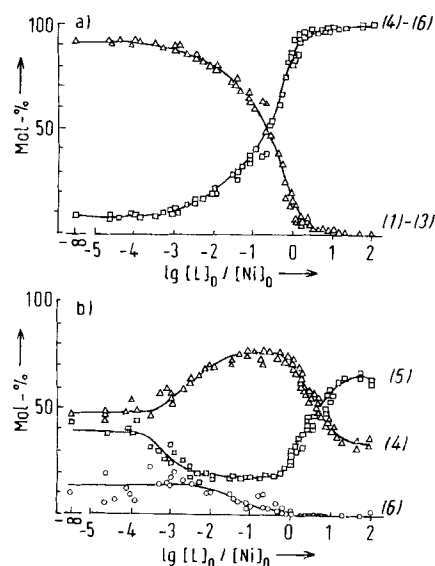 a)
100
(4)-(6)
50
Mol-%
(1)-(3)
-∞ -5 -4 -3 -2 -1 0 1 2
lg [L]₀ / [Ni]₀
100
b)
(5)
50
Mol-%
(4)
(6)
-∞ -5 -4 -3 -2 -1 0 1 2
lg [L]₀ / [Ni]₀